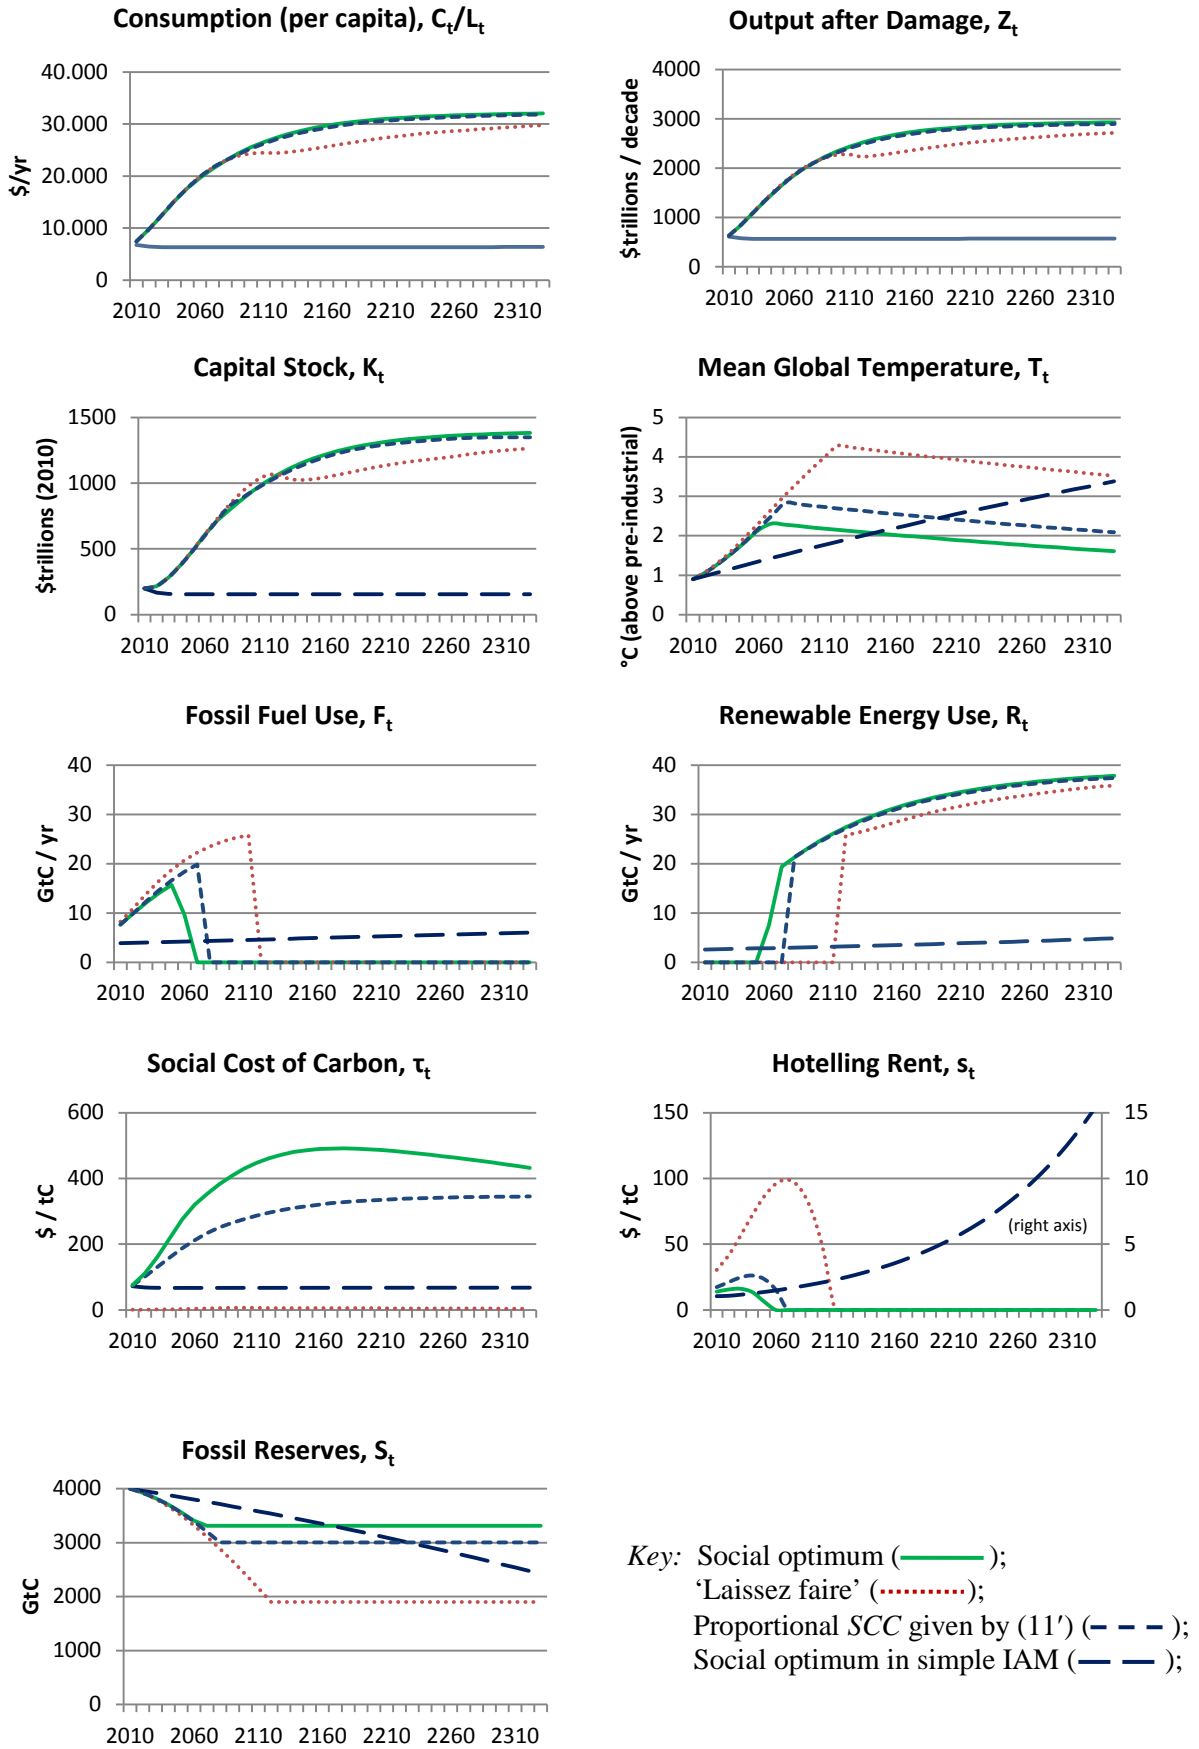 Consumption (per capita), Ct/Lt
$/yr
40.000
30.000
20.000
10.000
0
2010 2060 2110 2160 2210 2260 2310
Output after Damage, Zt
$trillions / decade
4000
3000
2000
1000
0
2010 2060 2110 2160 2210 2260 2310
Capital Stock, Kt
$trillions (2010)
1500
1000
500
0
2010 2060 2110 2160 2210 2260 2310
Mean Global Temperature, Tt
°C (above pre-industrial)
5
4
3
2
1
0
2010 2060 2110 2160 2210 2260 2310
Fossil Fuel Use, Ft
GtC / yr
40
30
20
10
0
2010 2060 2110 2160 2210 2260 2310
Renewable Energy Use, Rt
GtC / yr
40
30
20
10
0
2010 2060 2110 2160 2210 2260 2310
Social Cost of Carbon, τt
$ / tC
600
400
200
0
2010 2060 2110 2160 2210 2260 2310
Hotelling Rent, st
$ / tC
150
100
50
0
15
10
5
0
(right axis)
2010 2060 2110 2160 2210 2260 2310
Fossil Reserves, St
GtC
4000
3000
2000
1000
0
2010 2060 2110 2160 2210 2260 2310
Key: Social optimum ( );
‘Laissez faire’ ( );
Proportional SCC given by (11′) ( );
Social optimum in simple IAM ( );